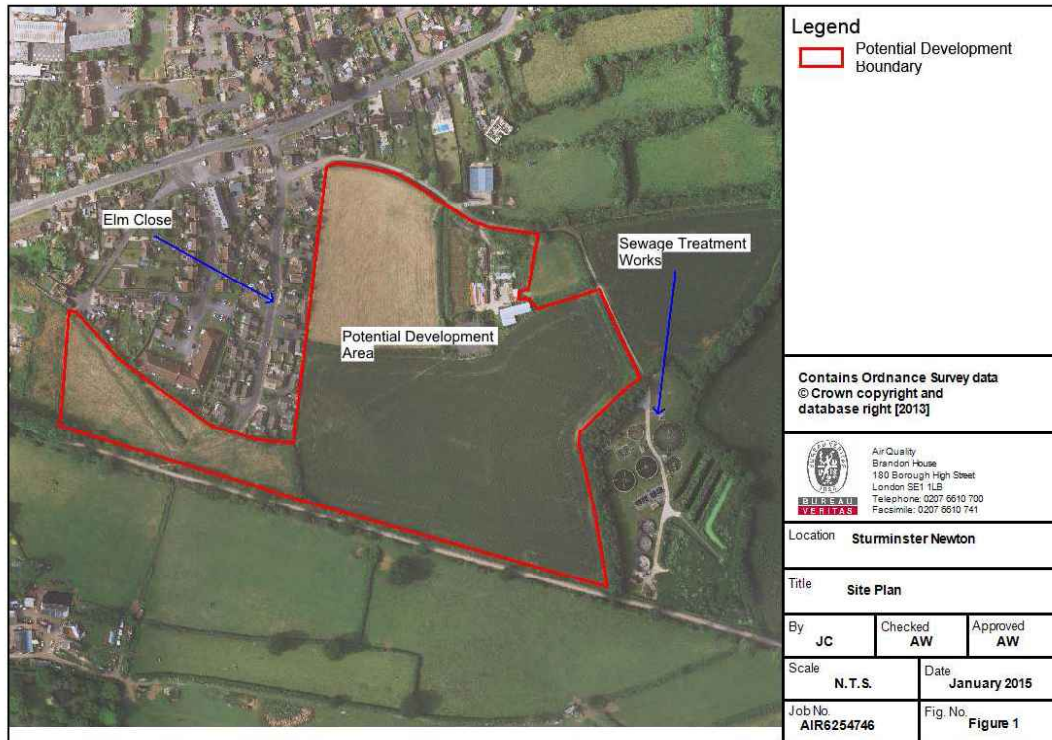 Elm Close
Sewage Treatment
Works
Potential Development
Area
Legend
Potential Development
Boundary
Contains Ordnance Survey data
© Crown copyright and
database right [2013]
BUREAU
VERITAS
Air Quality
Brandon House
180 Borough High Street
London SE1 1LB
Telephone: 0207 6610 700
Facsimile: 0207 6610 741
Location Sturminster Newton
Title Site Plan
By JC
Checked AW
Approved AW
Scale N.T.S.
Date January 2015
Job No. AIR6254746
Fig. No. Figure 1